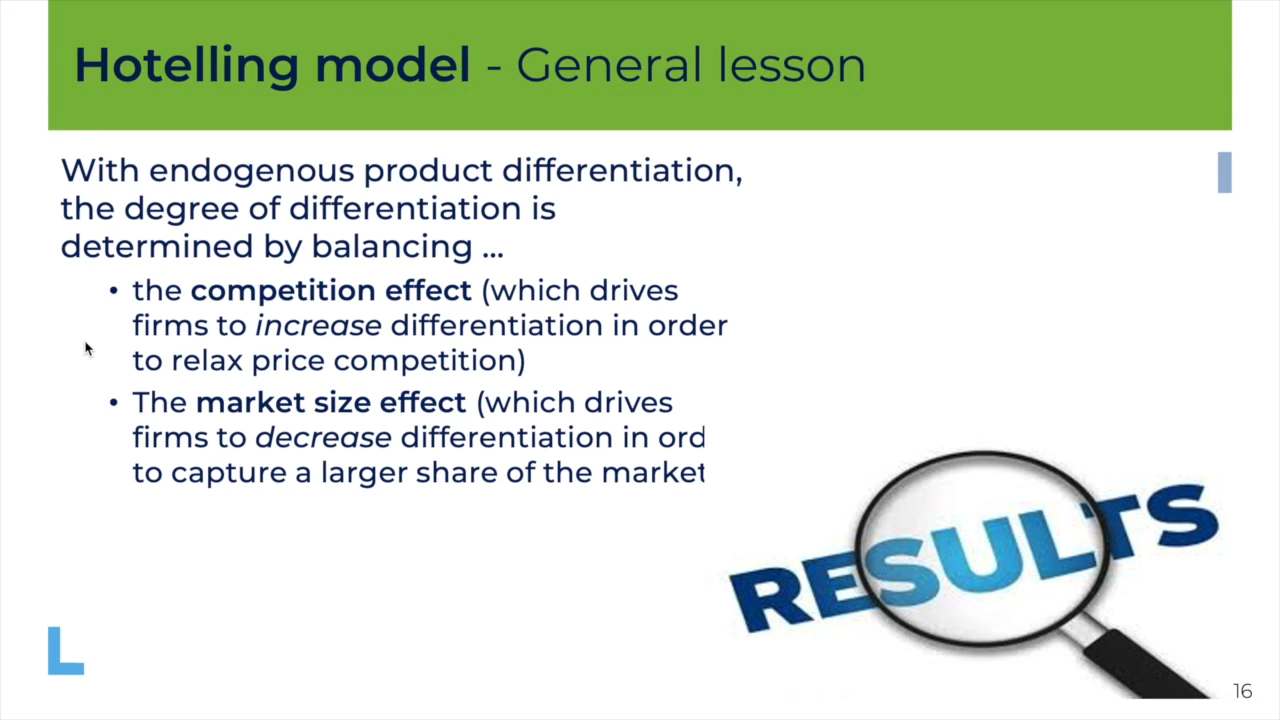 Hotelling model - General lesson
With endogenous product differentiation,
the degree of differentiation is
determined by balancing ...
• the competition effect (which drives
firms to increase differentiation in order
to relax price competition)
• The market size effect (which drives
firms to decrease differentiation in ord
to capture a larger share of the market
RESULTS
L
16